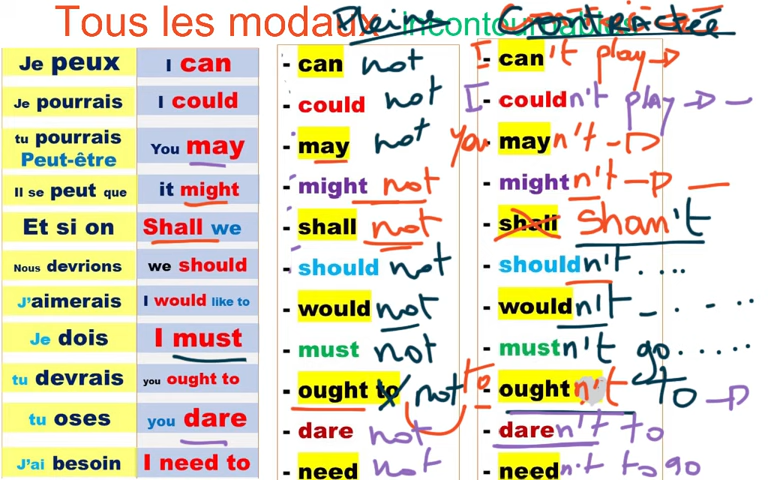 Tous les modaux incontournables
Pleins Contractée
Je peux I can - can not I can't play
Je pourrais I could - could not I - couldn't play
tu pourrais Peut-être You may - may not You - mayn't
Il se peut que it might - might not - mightn't
Et si on Shall we - shall not - shall shan't
Nous devrions we should - should not - shouldn't ....
J'aimerais I would like to - would not - wouldn't
Je dois I must - must not - mustn't go ......
tu devrais you ought to - ought to not to - oughtn't to
tu oses you dare - dare not - daren't to
J'ai besoin I need to - need not - needn't to go